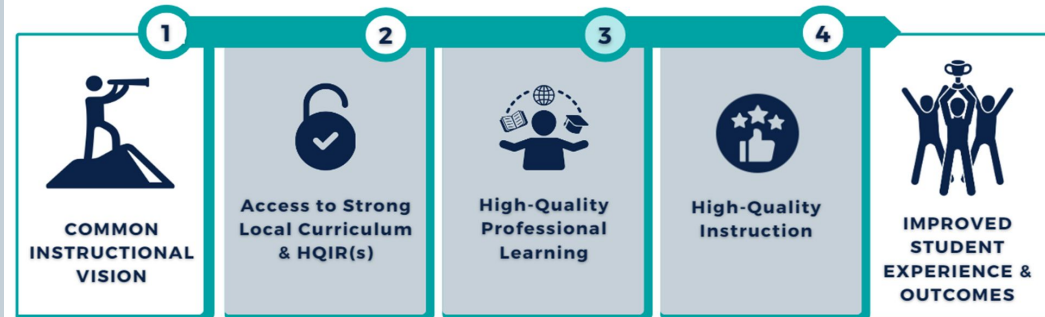 1
2
3
4
COMMON
INSTRUCTIONAL
VISION
Access to Strong
Local Curriculum
& HQIR(s)
High-Quality
Professional
Learning
High-Quality
Instruction
IMPROVED
STUDENT
EXPERIENCE &
OUTCOMES